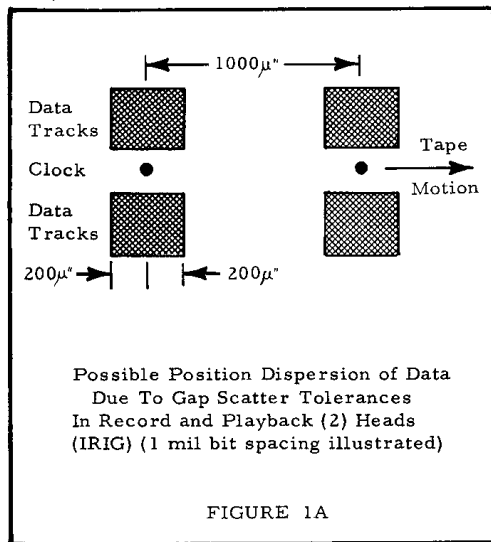 1000μ"
Data
Tracks
Clock
Tape
Motion
Data
Tracks
200μ"
200μ"
Possible Position Dispersion of Data
Due To Gap Scatter Tolerances
In Record and Playback (2) Heads
(IRIG) (1 mil bit spacing illustrated)
FIGURE 1A